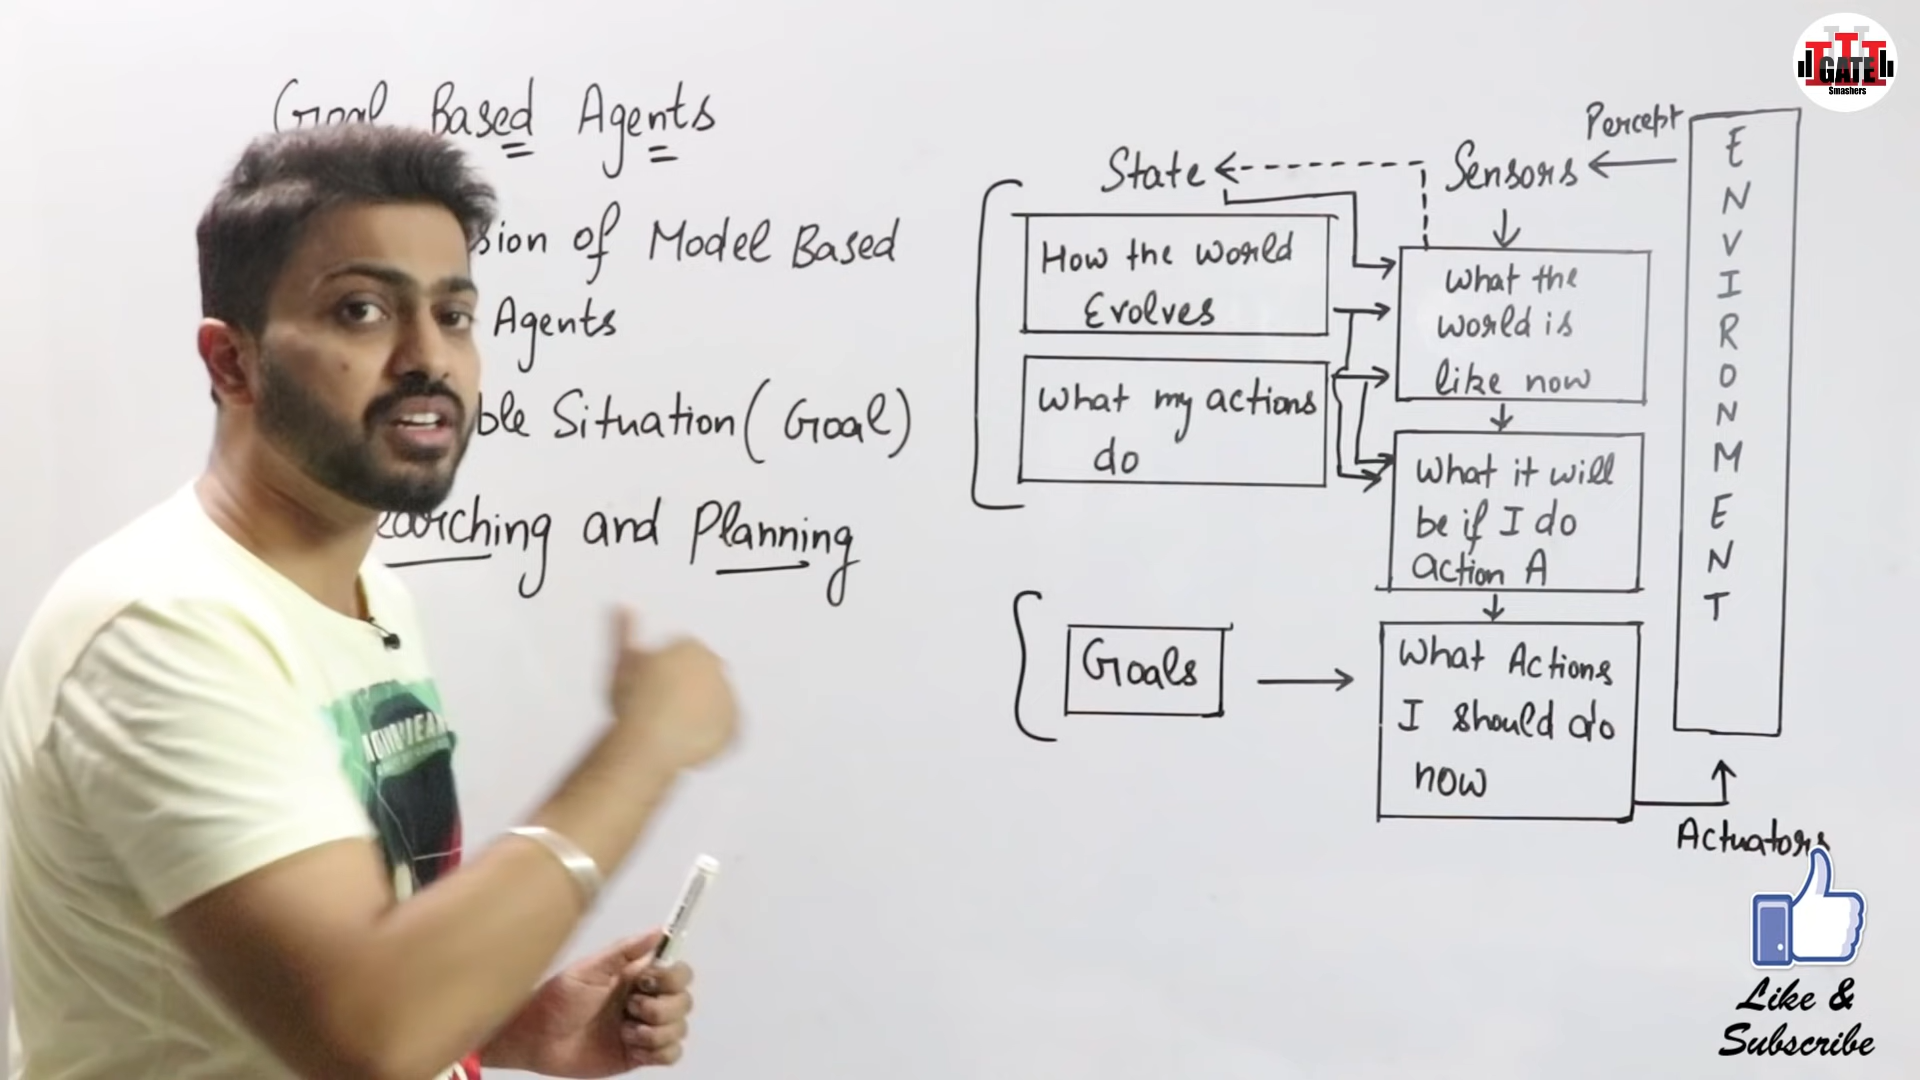 Goal Based Agents
sion of Model Based
Agents
ble Situation (Goal)
earching and Planning
State
Sensors
Percept
How the World
Evolves
What my actions
do
What the
World is
like now
What it will
be if I do
action A
Goals
What Actions
I should do
now
ENVIRONMENT
Actuators
GATE
Smashers
Like &
Subscribe